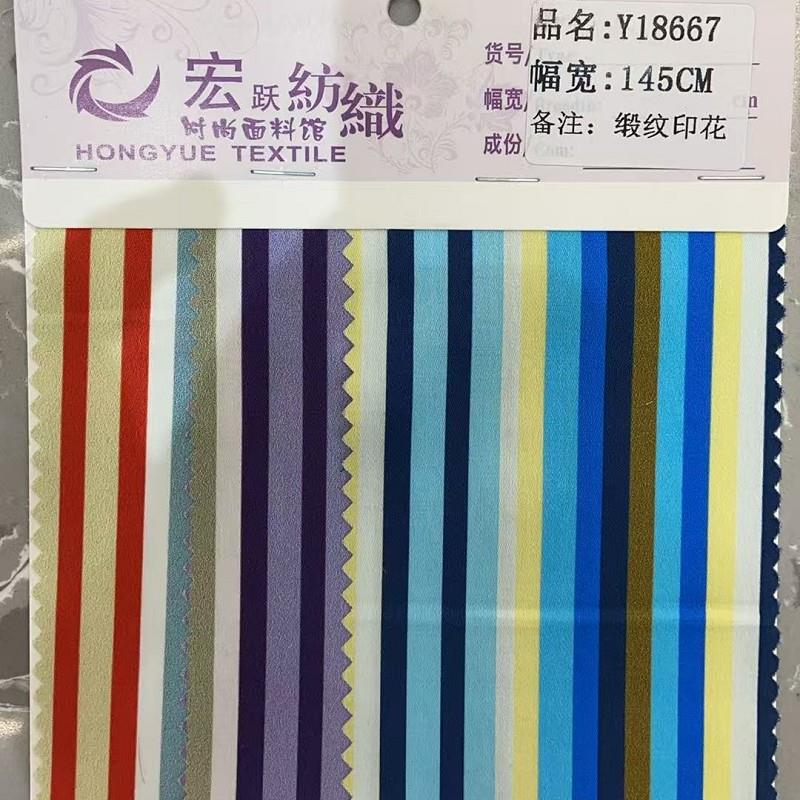 宏跃紡織
时尚面料馆
HONGYUE TEXTILE
货号/
幅宽/
cm
成份/
品名:Y18667
幅宽:145CM
备注: 缎纹印花